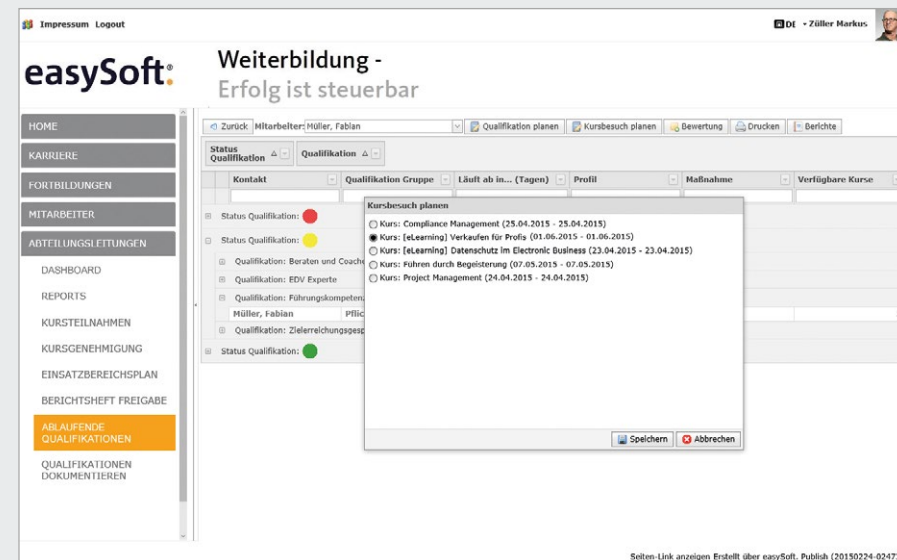 Impressum Logout
DE Züller Markus
easySoft.
Weiterbildung -
Erfolg ist steuerbar
HOME
KARRIERE
FORTBILDUNGEN
MITARBEITER
ABTEILUNGSLEITUNGEN
DASHBOARD
REPORTS
KURSTEILNAHMEN
KURSGENEHMIGUNG
EINSATZBEREICHSPLAN
BERICHTSHEFT FREIGABE
ABLAUFENDE
QUALIFIKATIONEN
QUALIFIKATIONEN
DOKUMENTIEREN
Zurück Mitarbeiter: Müller, Fabian Qualifikation planen Kursbesuch planen Bewertung Drucken Berichte
Status
Qualifikation Qualifikation
Kontakt Qualifikation Gruppe Läuft ab in... (Tagen) Profil Maßnahme Verfügbare Kurse
Status Qualifikation:
Status Qualifikation:
Qualifikation: Beraten und Coache
Qualifikation: EDV Experte
Qualifikation: Führungskompetenz
Müller, Fabian Pflic
Qualifikation: Zielerreichungsgesp
Status Qualifikation:
Kursbesuch planen
Kurs: Compliance Management (25.04.2015 - 25.04.2015)
Kurs: [eLearning] Verkaufen für Profis (01.06.2015 - 01.06.2015)
Kurs: [eLearning] Datenschutz im Electronic Business (23.04.2015 - 23.04.2015)
Kurs: Führen durch Begeisterung (07.05.2015 - 07.05.2015)
Kurs: Project Management (24.04.2015 - 24.04.2015)
Speichern Abbrechen
Seiten-Link anzeigen Erstellt über easySoft. Publish (20150224-0247